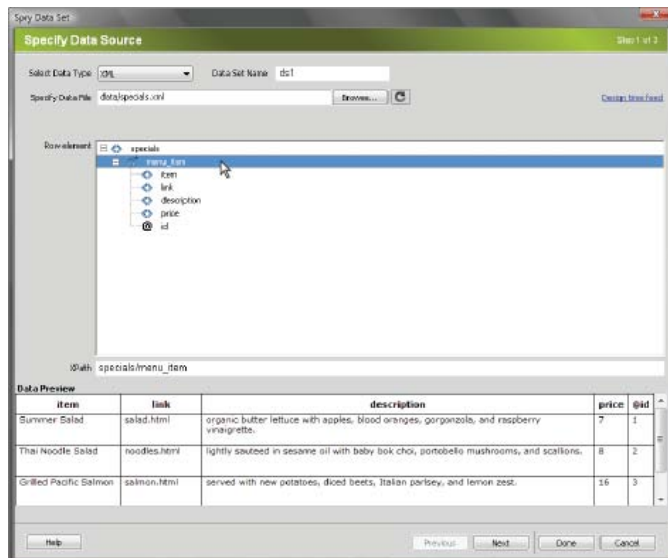 Spry Data Set
Specify Data Source
Step 1 of 3
Select Data Type XML Data Set Name ds1
Specify Data File data/specials.xml Browse... Design time feed
Row element
specials
menu_item
item
link
description
price
@ id
XPath specials/menu_item
Data Preview
item link description price @id
Summer Salad salad.html organic butter lettuce with apples, blood oranges, gorgonzola, and raspberry vinaigrette. 7 1
Thai Noodle Salad noodles.html lightly sauteed in sesame oil with baby bok choi, portobello mushrooms, and scallions. 8 2
Grilled Pacific Salmon salmon.html served with new potatoes, diced beets, Italian parlsey, and lemon zest. 16 3
Help Previous Next Done Cancel